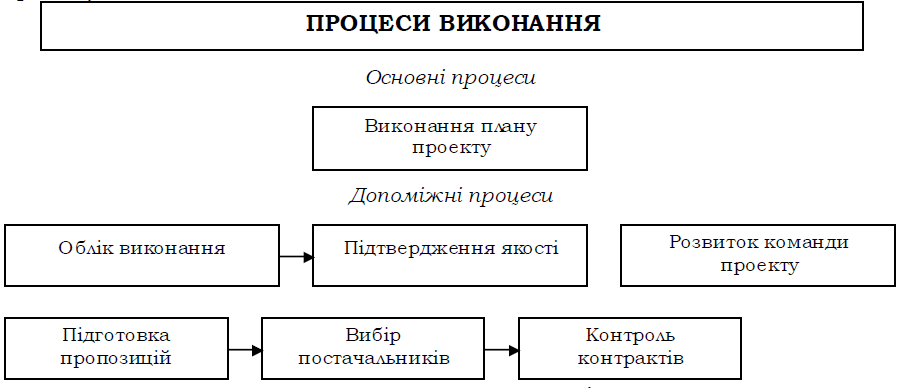 ПРОЦЕСИ ВИКОНАННЯ
Основні процеси
Виконання плану
проекту
Допоміжні процеси
Облік виконання
Підтвердження якості
Розвиток команди
проекту
Підготовка
пропозицій
Вибір
постачальників
Контроль
контрактів